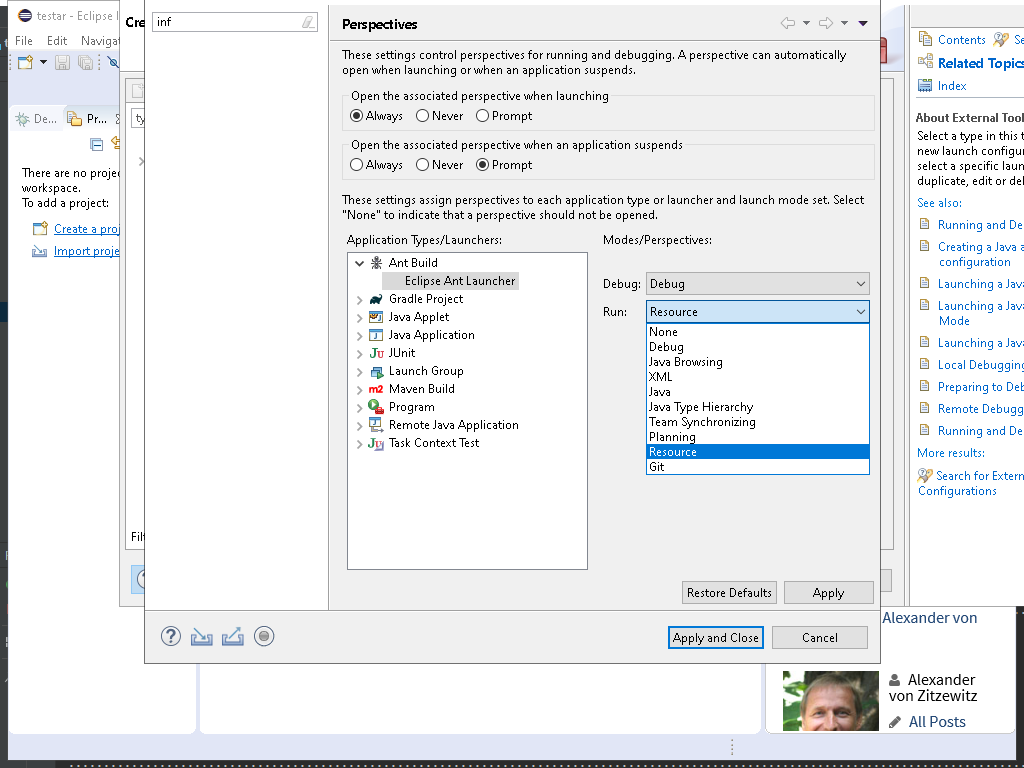 testar - Eclipse
File Edit Naviga
De...
Pr...
There are no proje
workspace.
To add a project:
Create a proj
Import proje
Cre
ty
Filt
inf
Perspectives
These settings control perspectives for running and debugging. A perspective can automatically
open when launching or when an application suspends.
Open the associated perspective when launching
Always Never Prompt
Open the associated perspective when an application suspends
Always Never Prompt
These settings assign perspectives to each application type or launcher and launch mode set. Select
"None" to indicate that a perspective should not be opened.
Application Types/Launchers:
Ant Build
Eclipse Ant Launcher
Gradle Project
Java Applet
Java Application
JUnit
Launch Group
Maven Build
Program
Remote Java Application
Task Context Test
Modes/Perspectives:
Debug: Debug
Run: Resource
None
Debug
Java Browsing
XML
Java
Java Type Hierarchy
Team Synchronizing
Planning
Resource
Git
Restore Defaults Apply
Apply and Close Cancel
Contents Se
Related Topics
Index
About External Tool
Select a type in this t
new launch configur
select a specific laun
duplicate, edit or del
See also:
Running and De
Creating a Java a
configuration
Launching a Java
Launching a Java
Mode
Launching a Java
Local Debugging
Preparing to Deb
Remote Debugg
Running and De
More results:
Search for Extern
Configurations
Alexander von
Alexander
von Zitzewitz
All Posts